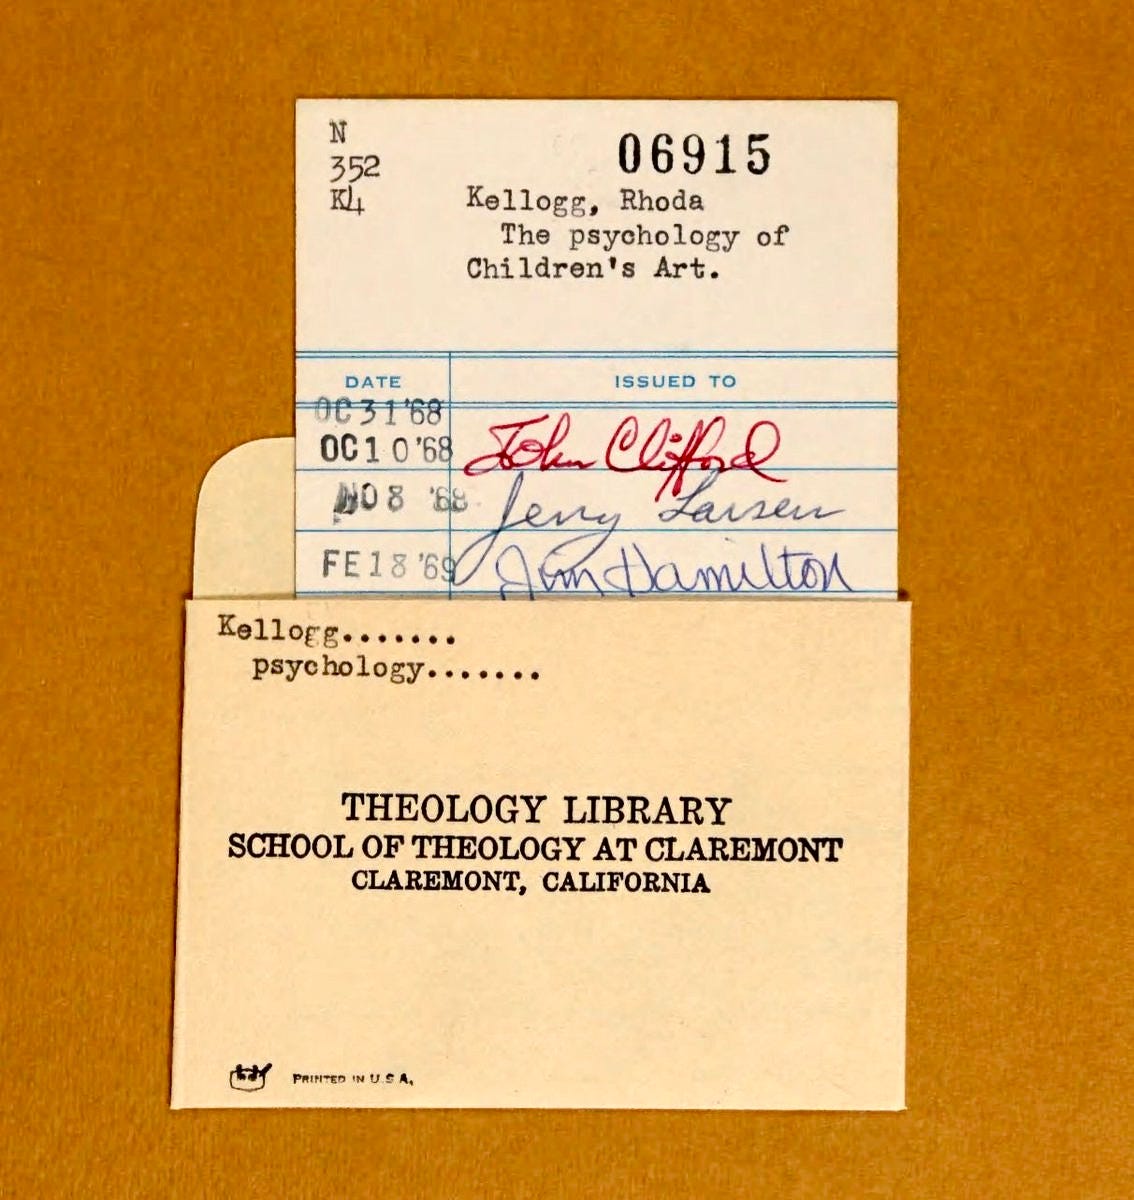 N
352
K4
06915
Kellogg, Rhoda
The psychology of
Children's Art.
DATE ISSUED TO
OC 31 '68
OC 10 '68 John Clifford
NO 8 '68 Jerry Larsen
FE 18 '69 Jim Hamilton
Kellogg.......
psychology.......
THEOLOGY LIBRARY
SCHOOL OF THEOLOGY AT CLAREMONT
CLAREMONT, CALIFORNIA
PRINTED IN U.S.A.